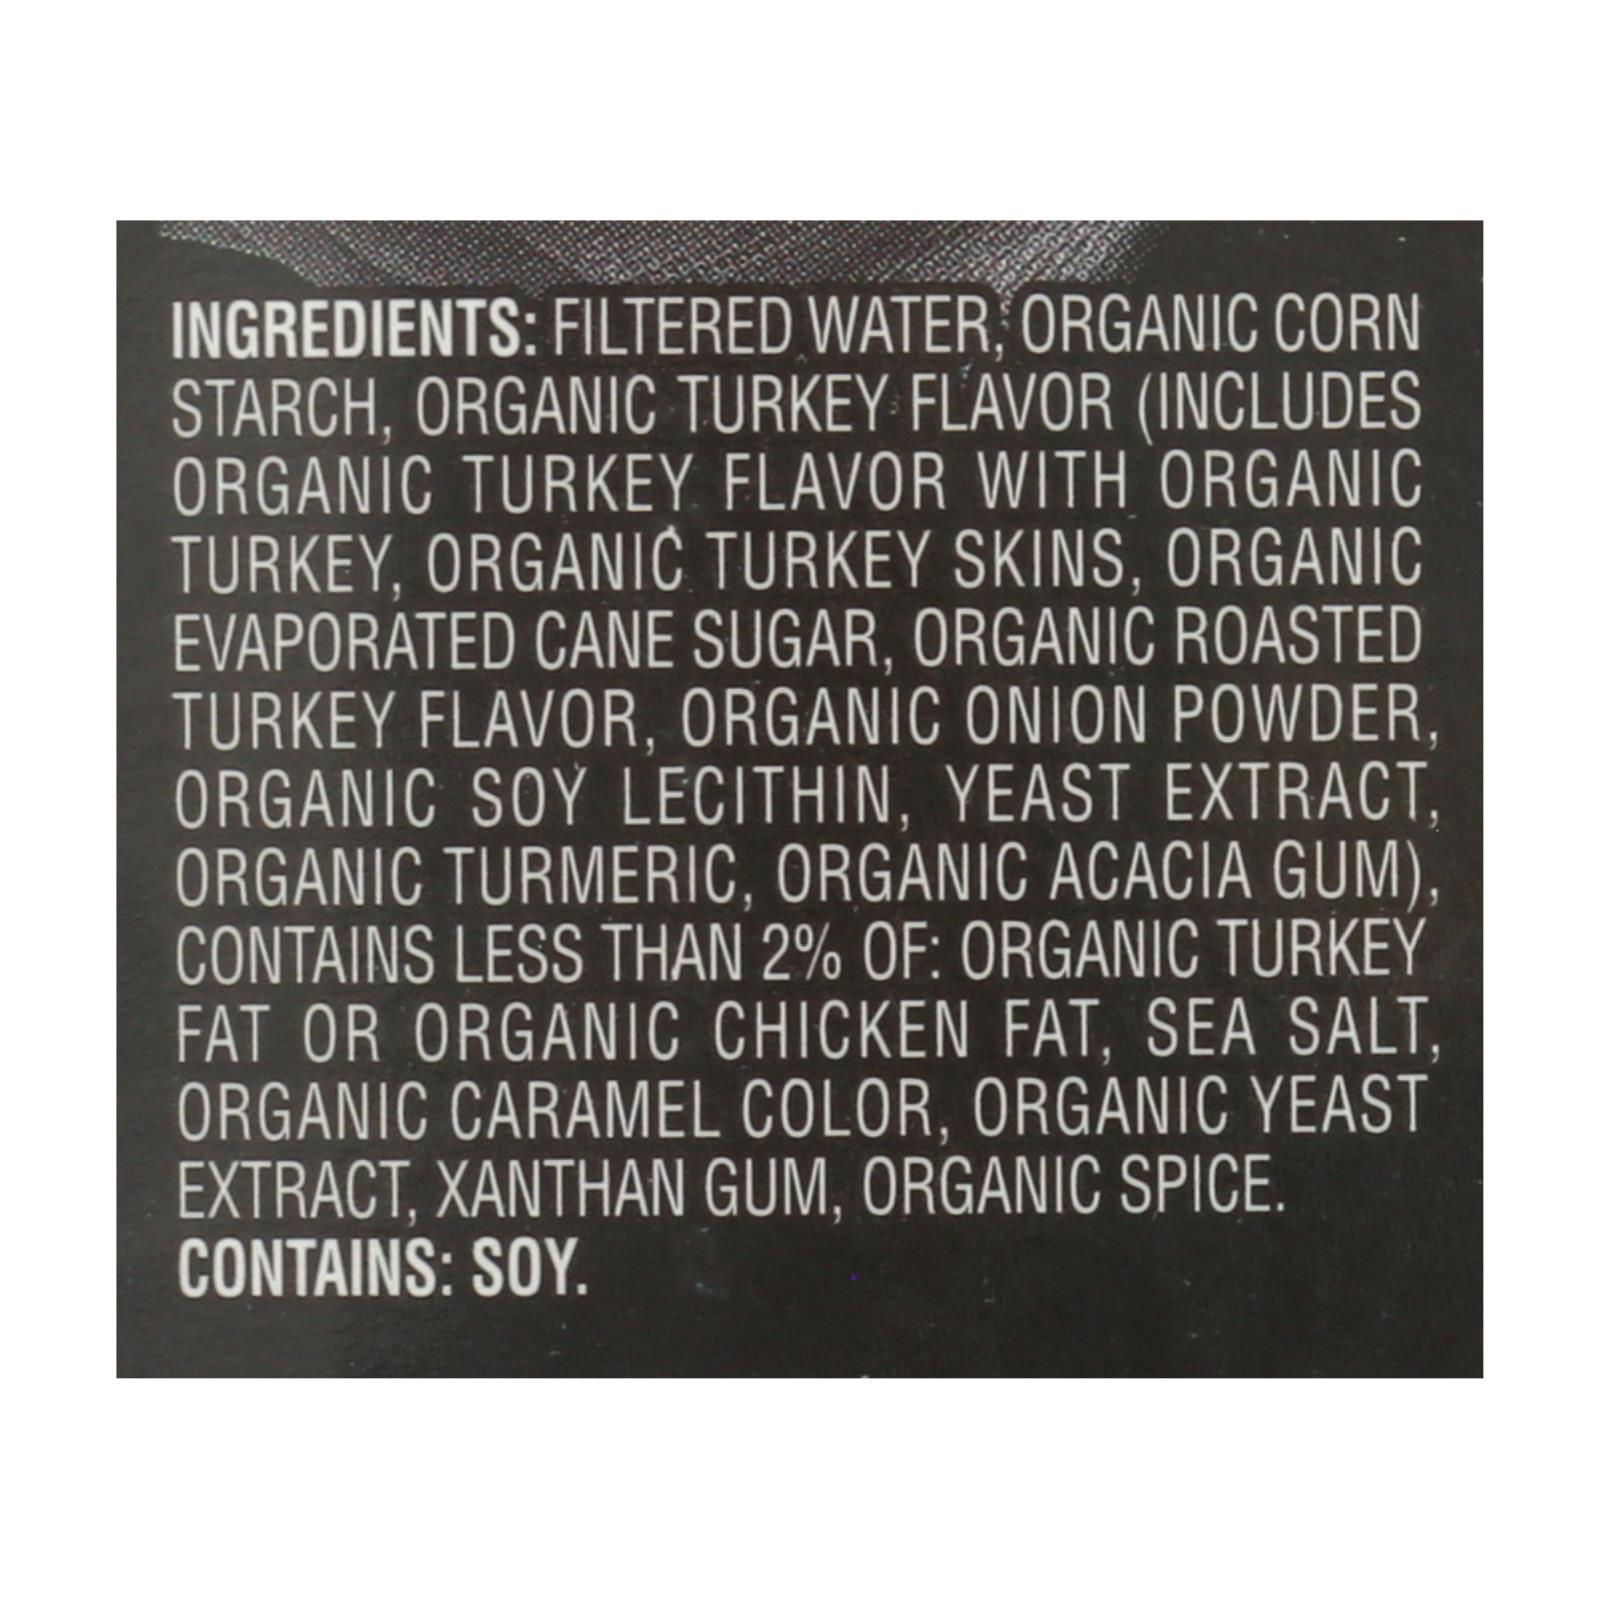 INGREDIENTS: FILTERED WATER, ORGANIC CORN
STARCH, ORGANIC TURKEY FLAVOR (INCLUDES
ORGANIC TURKEY FLAVOR WITH ORGANIC
TURKEY, ORGANIC TURKEY SKINS, ORGANIC
EVAPORATED CANE SUGAR, ORGANIC ROASTED
TURKEY FLAVOR, ORGANIC ONION POWDER,
ORGANIC SOY LECITHIN, YEAST EXTRACT,
ORGANIC TURMERIC, ORGANIC ACACIA GUM),
CONTAINS LESS THAN 2% OF: ORGANIC TURKEY
FAT OR ORGANIC CHICKEN FAT, SEA SALT,
ORGANIC CARAMEL COLOR, ORGANIC YEAST
EXTRACT, XANTHAN GUM, ORGANIC SPICE.
CONTAINS: SOY.